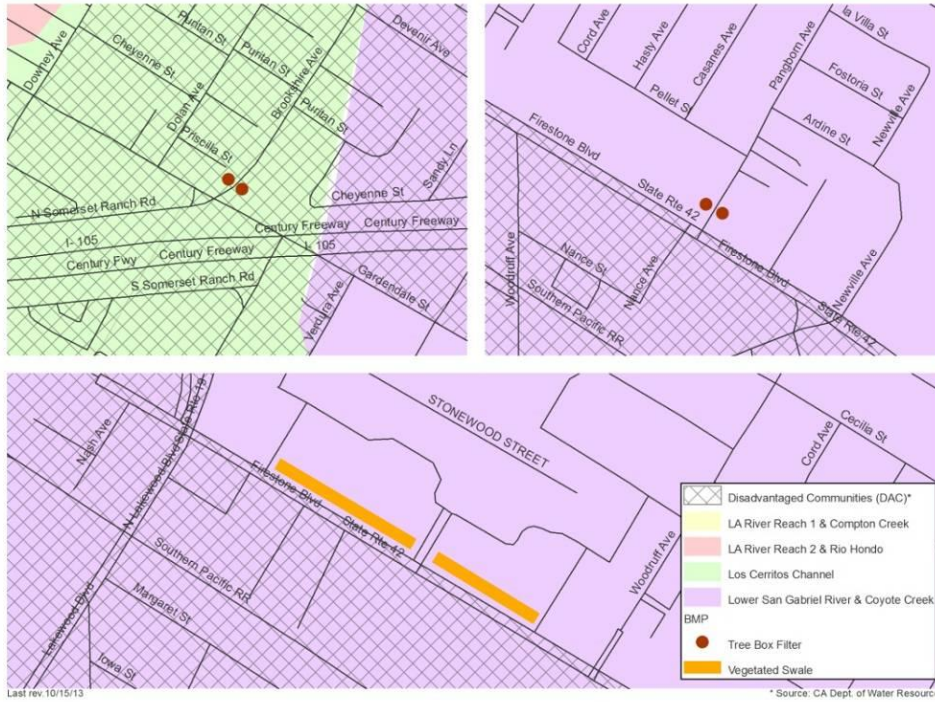 Downey Ave
Puritan St
Cheyenne St
Puritan St
Brookshire Ave
Devenir Ave
Dolan Ave
Puritan St
Priscilla St
Sandy Ln
Cheyenne St
N Somerset Ranch Rd
Century Freeway
Century Freeway
I- 105
I- 105
Century Fwy
Century Freeway
S Somerset Ranch Rd
Gardendale St
Verdura Ave
Cord Ave
Hasty Ave
Casanes Ave
Pangborn Ave
la Villa St
Fostoria St
Newville Ave
Pellet St
Ardine St
Firestone Blvd
State Rte 42
Firestone Blvd
Woodruff Ave
Nance St
Nance Ave
Newville Ave
Southern Pacific RR
State Rte 42
Nash Ave
N Lakewood Blvd
State Rte 19
STONEWOOD STREET
Cecilia St
Cord Ave
Firestone Blvd
State Rte 42
Woodruff Ave
Southern Pacific RR
Margaret St
Lakewood Blvd
Iowa St
Disadvantaged Communities (DAC)*
LA River Reach 1 & Compton Creek
LA River Reach 2 & Rio Hondo
Los Cerritos Channel
Lower San Gabriel River & Coyote Creek
BMP
Tree Box Filter
Vegetated Swale
Last rev.10/15/13
* Source: CA Dept. of Water Resourc